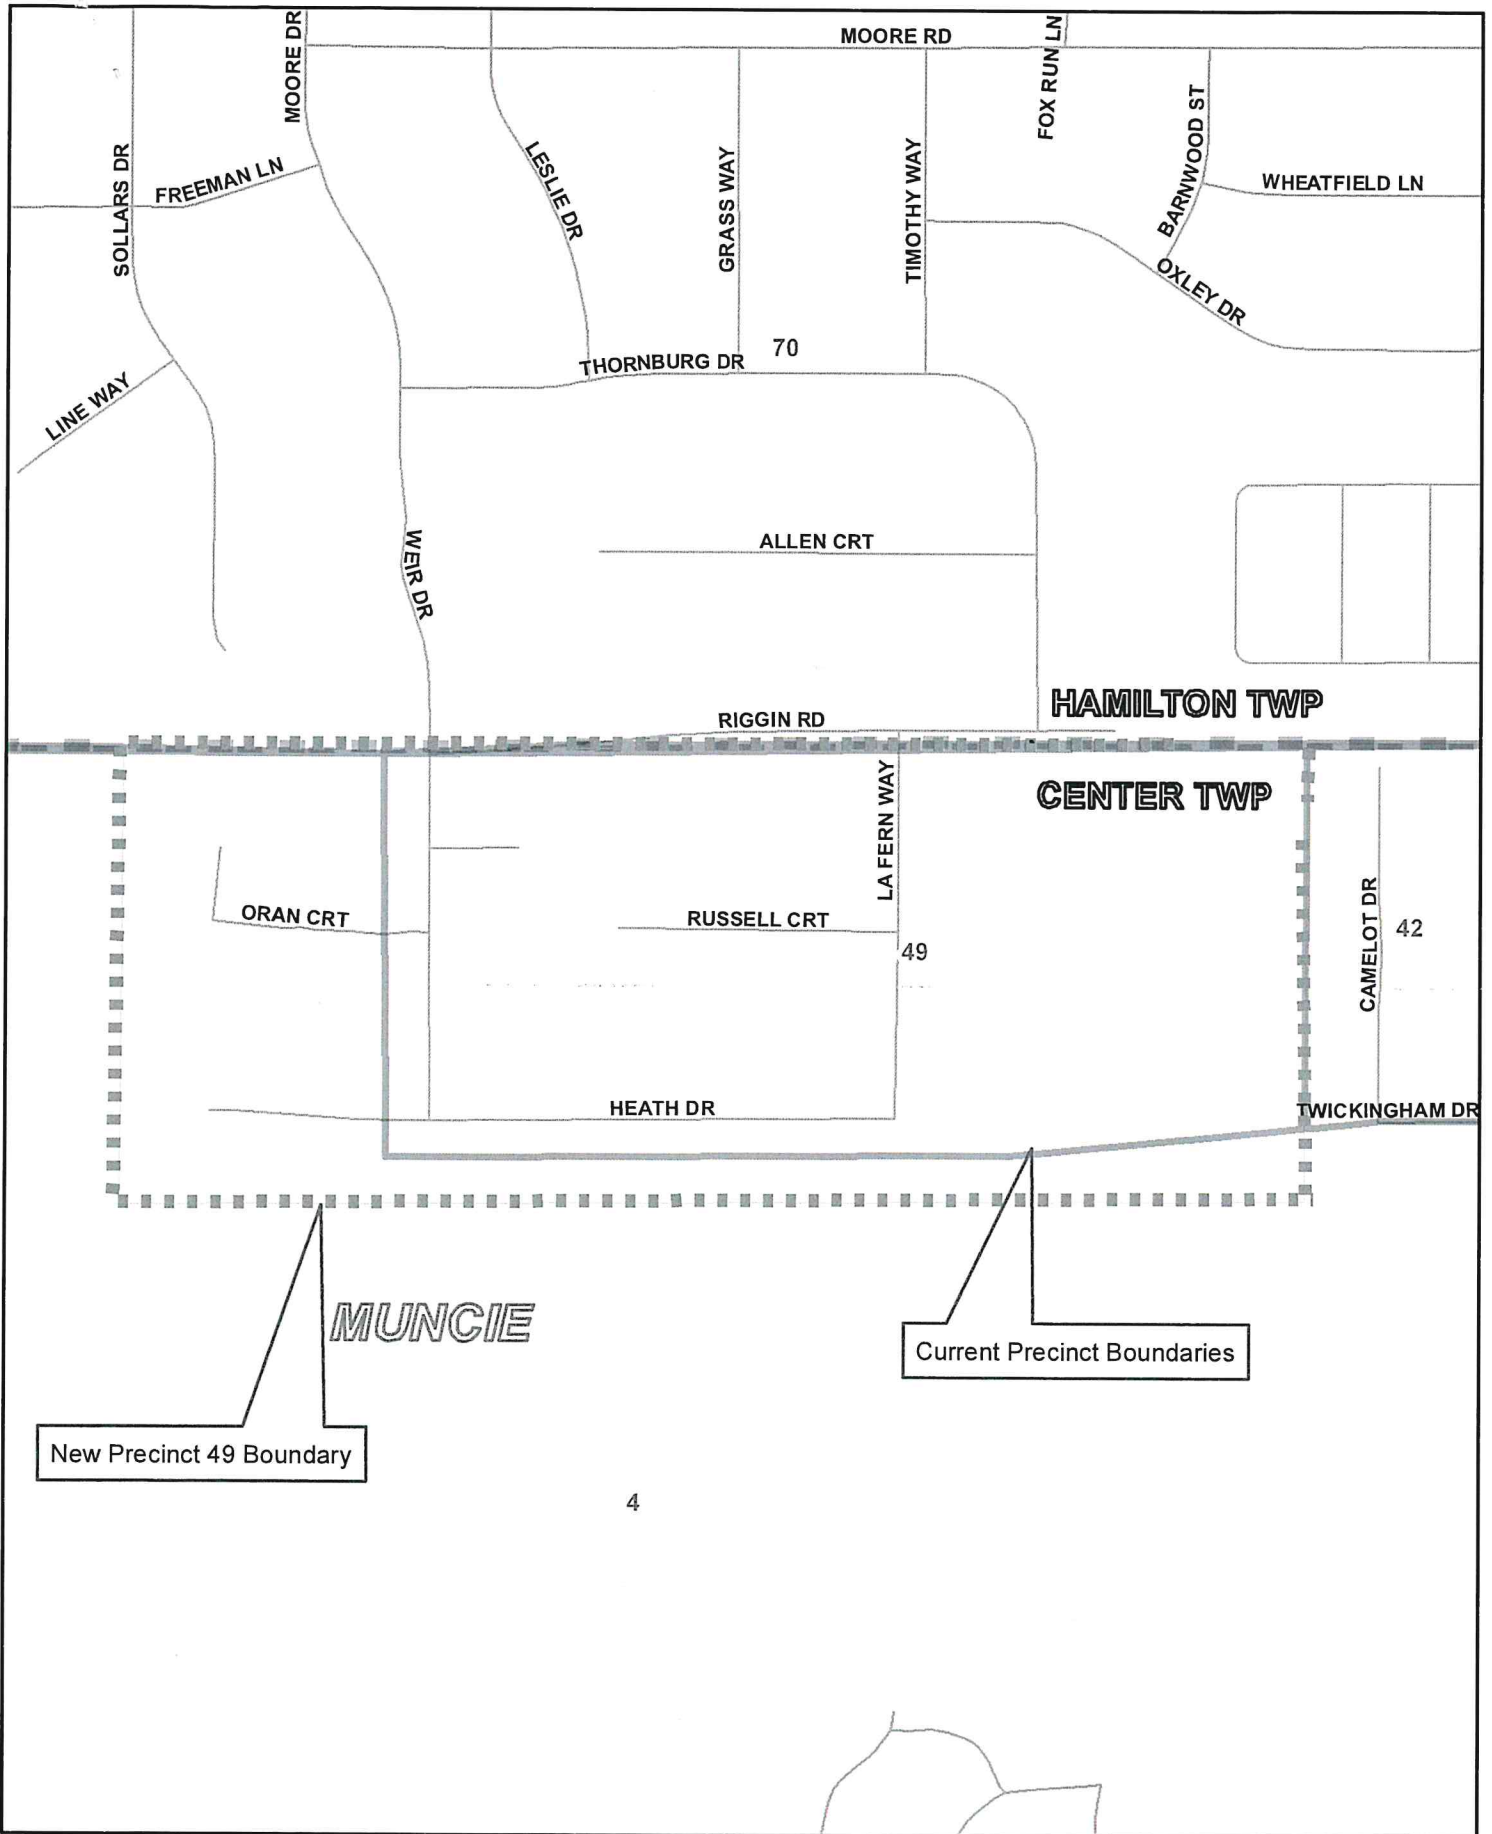 MOORE DR
MOORE RD
FOX RUN LN
SOLLARS DR
FREEMAN LN
LESLIE DR
GRASS WAY
TIMOTHY WAY
BARNWOOD ST
WHEATFIELD LN
OXLEY DR
70
THORNBURG DR
LINE WAY
WEIR DR
ALLEN CRT
HAMILTON TWP
RIGGIN RD
CENTER TWP
LA FERN WAY
ORAN CRT
RUSSELL CRT
49
CAMELOT DR
42
HEATH DR
TWICKINGHAM DR
MUNCIE
Current Precinct Boundaries
New Precinct 49 Boundary
4